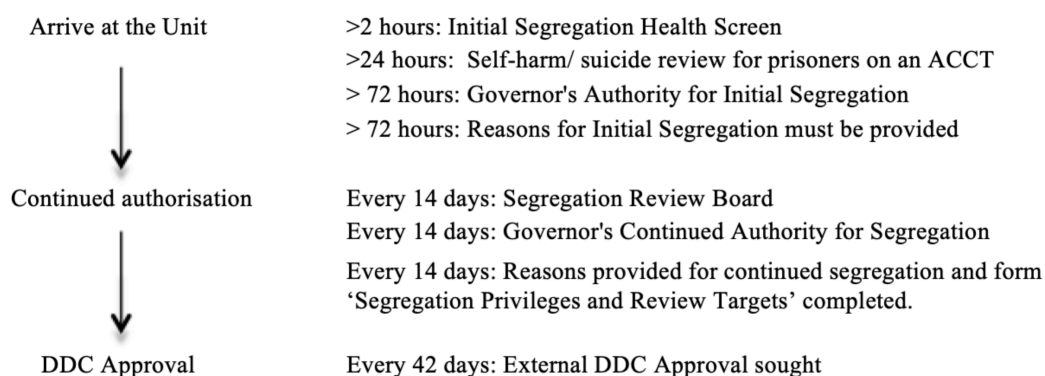 Arrive at the Unit
>2 hours: Initial Segregation Health Screen
>24 hours:  Self-harm/ suicide review for prisoners on an ACCT
> 72 hours: Governor's Authority for Initial Segregation
> 72 hours: Reasons for Initial Segregation must be provided
Continued authorisation
Every 14 days: Segregation Review Board
Every 14 days: Governor's Continued Authority for Segregation
Every 14 days: Reasons provided for continued segregation and form
‘Segregation Privileges and Review Targets’ completed.
DDC Approval
Every 42 days: External DDC Approval sought